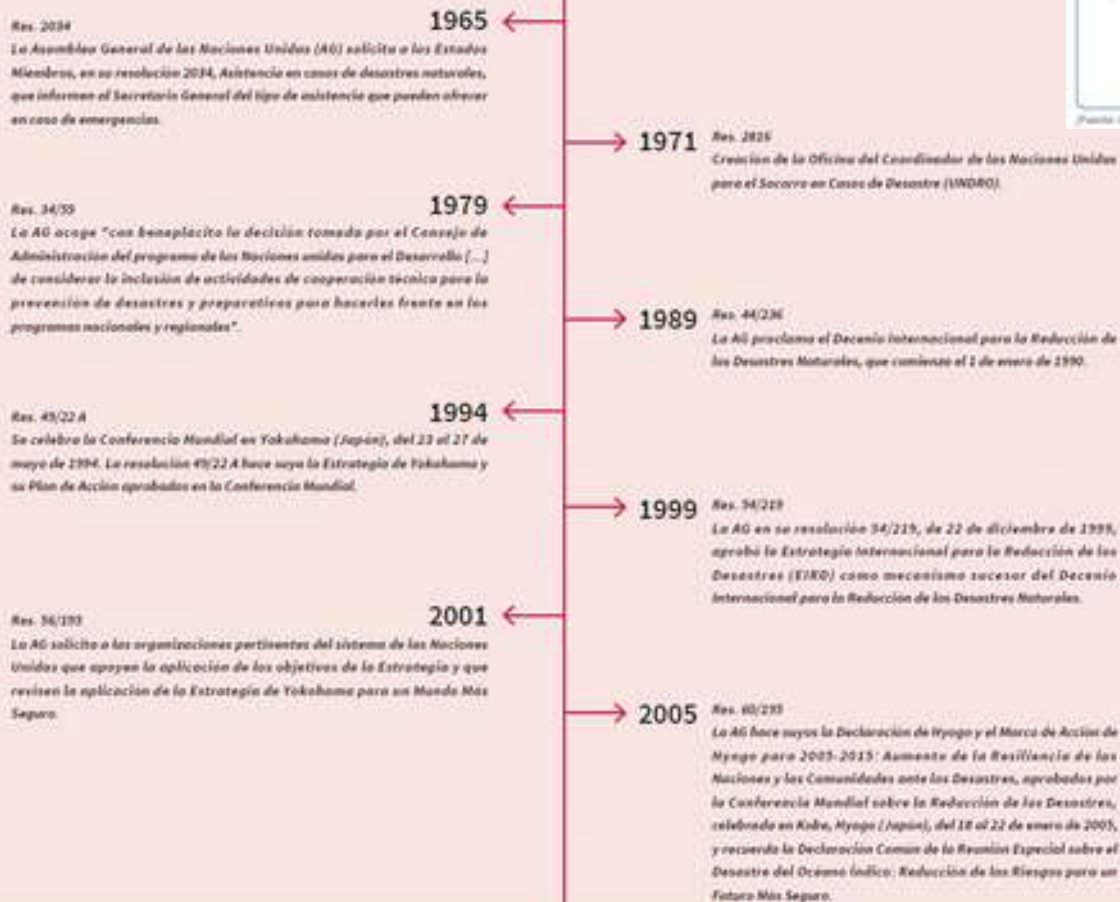 1965
Res. 2034
La Asamblea General de las Naciones Unidas (AG) solicita a los Estados
Miembros, en su resolución 2034, Asistencia en casos de desastres naturales,
que informen al Secretario General del tipo de asistencia que pueden ofrecer
en caso de emergencias.
1971
Res. 2816
Creación de la Oficina del Coordinador de las Naciones Unidas
para el Socorro en Casos de Desastre (UNDRO).
1979
Res. 34/55
La AG acoge "con beneplácito la decisión tomada por el Consejo de
Administración del programa de las Naciones unidas para el Desarrollo [...]
de considerar la inclusión de actividades de cooperación técnica para la
prevención de desastres y preparativos para hacerles frente en los
programas nacionales y regionales".
1989
Res. 44/236
La AG proclama el Decenio Internacional para la Reducción de
los Desastres Naturales, que comienza el 1 de enero de 1990.
1994
Res. 49/22 A
Se celebra la Conferencia Mundial en Yokohama (Japón), del 23 al 27 de
mayo de 1994. La resolución 49/22 A hace suya la Estrategia de Yokohama y
su Plan de Acción aprobados en la Conferencia Mundial.
1999
Res. 54/219
La AG en su resolución 54/219, de 22 de diciembre de 1999,
aprobó la Estrategia Internacional para la Reducción de los
Desastres (EIRD) como mecanismo sucesor del Decenio
Internacional para la Reducción de los Desastres Naturales.
2001
Res. 56/195
La AG solicita a las organizaciones pertinentes del sistema de las Naciones
Unidas que apoyen la aplicación de los objetivos de la Estrategia y que
revisen la aplicación de la Estrategia de Yokohama para un Mundo Más
Seguro.
2005
Res. 60/195
La AG hace suyos la Declaración de Hyogo y el Marco de Acción de
Hyogo para 2005-2015: Aumento de la Resiliencia de las
Naciones y las Comunidades ante los Desastres, aprobados por
la Conferencia Mundial sobre la Reducción de los Desastres,
celebrada en Kobe, Hyogo (Japón), del 18 al 22 de enero de 2005,
y recuerda la Declaración Común de la Reunión Especial sobre el
Desastre del Océano Índico: Reducción de los Riesgos para un
Futuro Más Seguro.